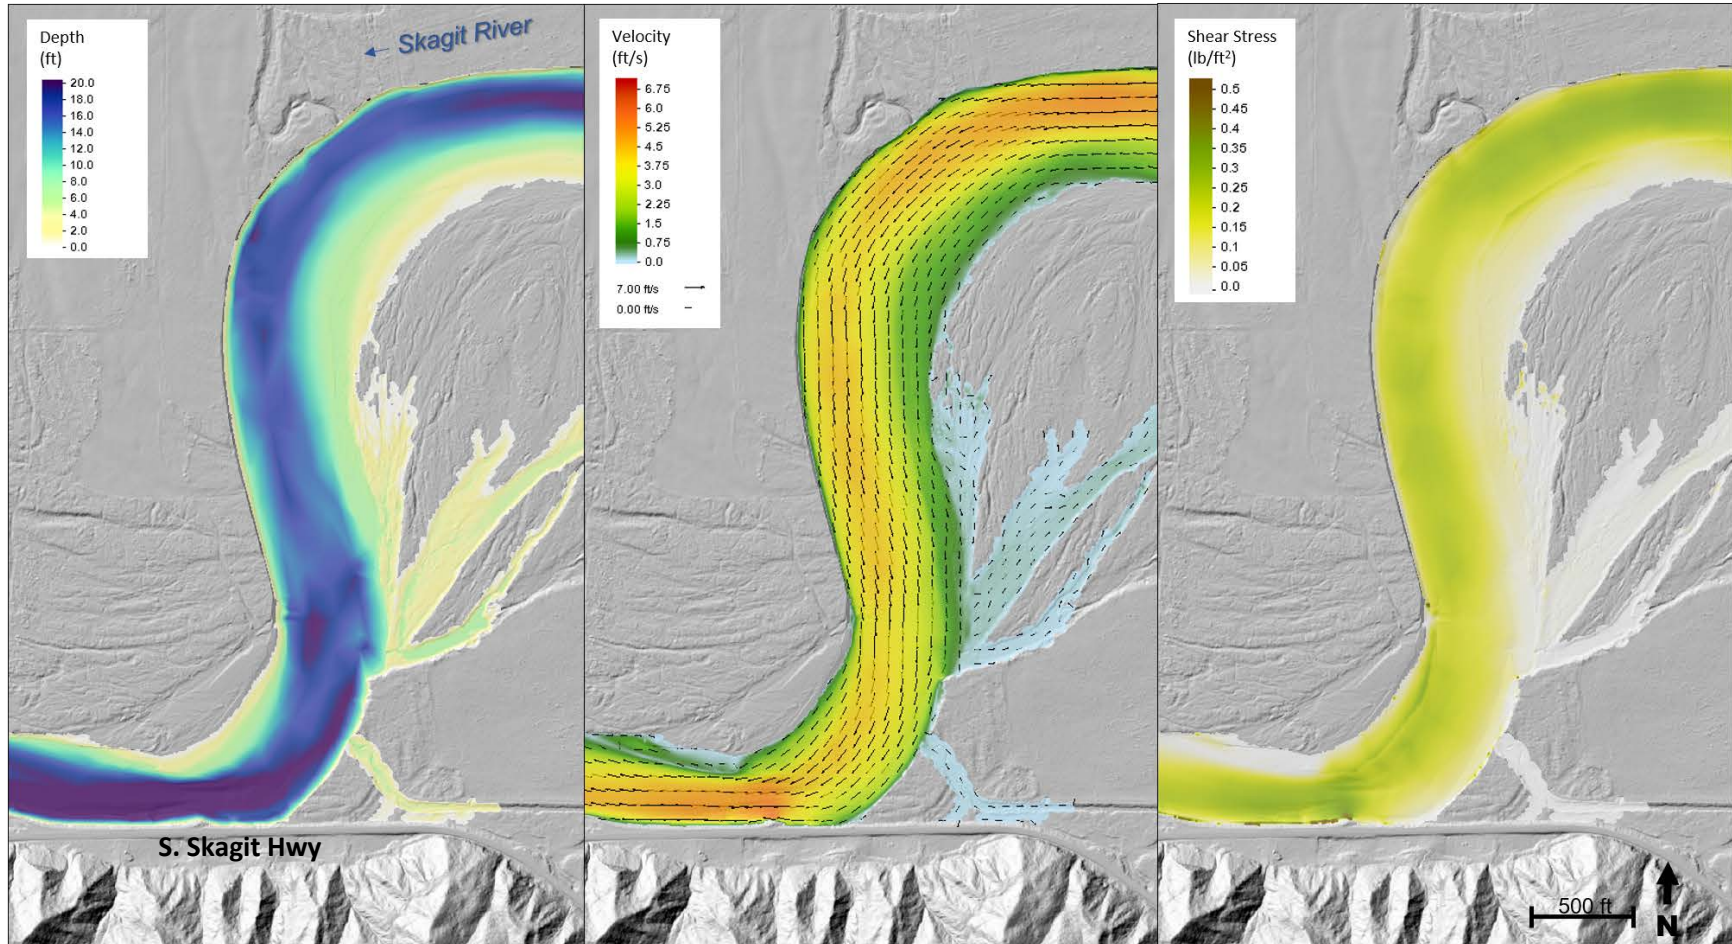 Depth
(ft)
20.0
18.0
16.0
14.0
12.0
10.0
8.0
6.0
4.0
2.0
0.0
← Skagit River
S. Skagit Hwy
Velocity
(ft/s)
6.75
6.0
5.25
4.5
3.75
3.0
2.25
1.5
0.75
0.0
7.00 ft/s
0.00 ft/s
Shear Stress
(lb/ft²)
0.5
0.45
0.4
0.35
0.3
0.25
0.2
0.15
0.1
0.05
0.0
500 ft
N